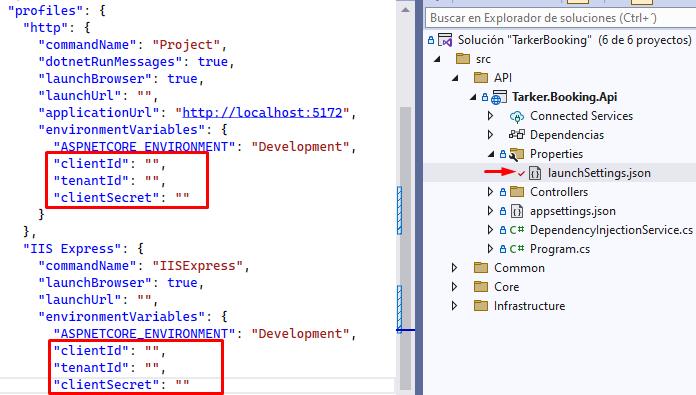 "profiles": {
"http": {
"commandName": "Project",
"dotnetRunMessages": true,
"launchBrowser": true,
"launchUrl": "",
"applicationUrl": "http://localhost:5172",
"environmentVariables": {
"ASPNETCORE_ENVIRONMENT": "Development",
"clientId": "",
"tenantId": "",
"clientSecret": ""
}
},
"IIS Express": {
"commandName": "IISExpress",
"launchBrowser": true,
"launchUrl": "",
"environmentVariables": {
"ASPNETCORE_ENVIRONMENT": "Development",
"clientId": "",
"tenantId": "",
"clientSecret": ""
Buscar en Explorador de soluciones (Ctrl+´)
Solución "TarkerBooking" (6 de 6 proyectos)
src
API
Tarker.Booking.Api
Connected Services
Dependencias
Properties
launchSettings.json
Controllers
appsettings.json
C# DependencyInjectionService.cs
C# Program.cs
Common
Core
Infrastructure